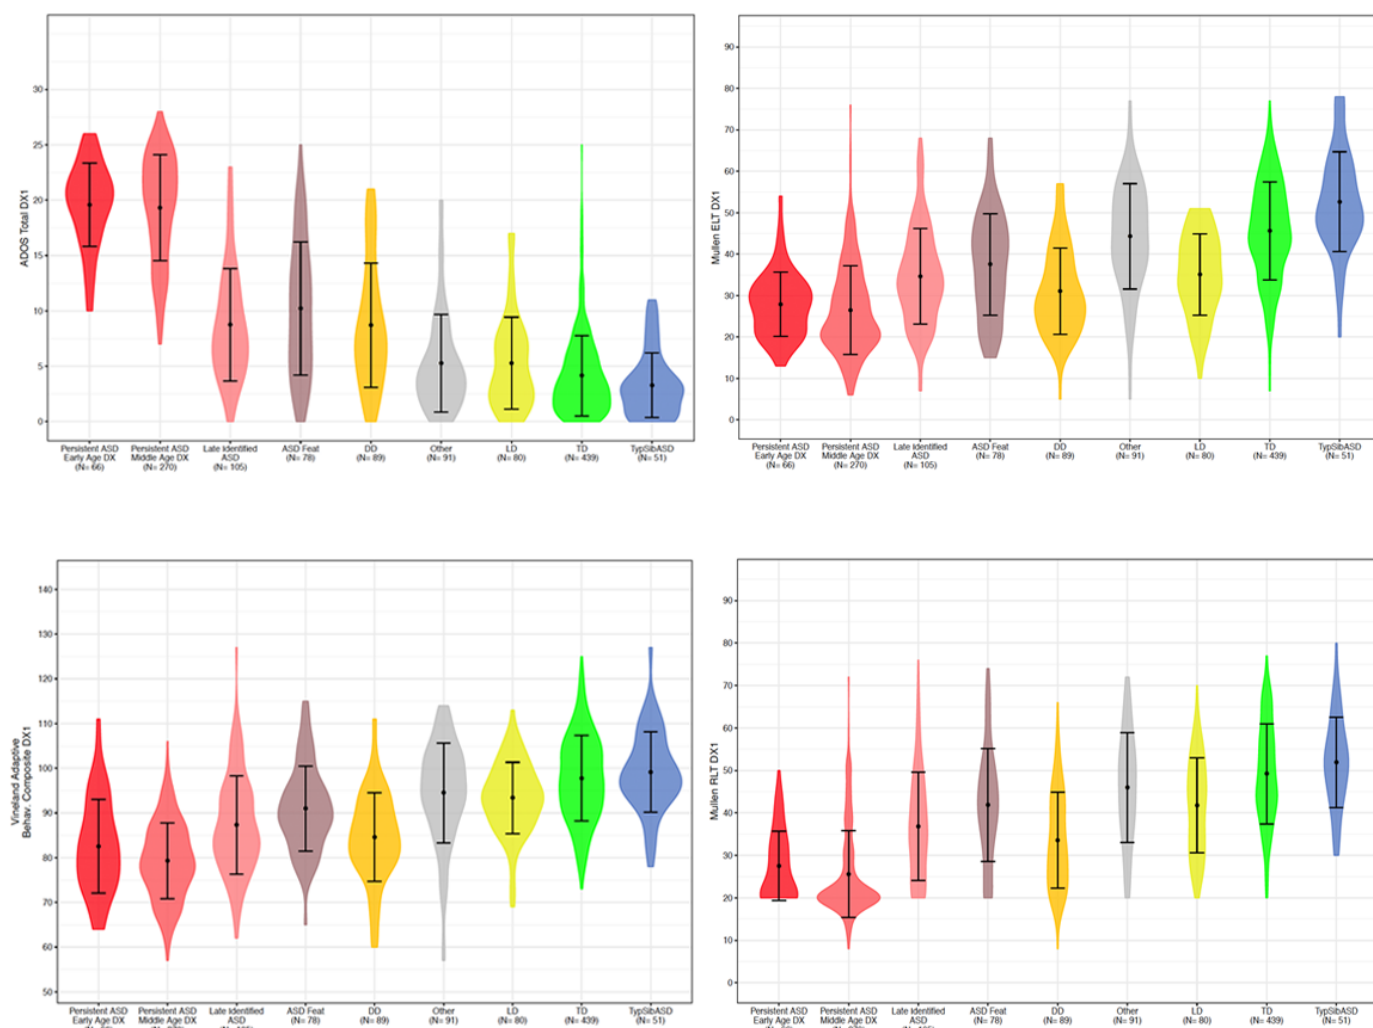 ADOS Total DX1
30
25
20
15
10
5
0
Persistent ASD Early Age DX (N= 66)
Persistent ASD Middle Age DX (N= 270)
Late Identified ASD (N= 105)
ASD Feat (N= 78)
DD (N= 89)
Other (N= 91)
LD (N= 80)
TD (N= 439)
TypSibASD (N= 51)
Mullen ELT DX1
90
80
70
60
50
40
30
20
10
0
Persistent ASD Early Age DX (N= 66)
Persistent ASD Middle Age DX (N= 270)
Late Identified ASD (N= 105)
ASD Feat (N= 78)
DD (N= 89)
Other (N= 91)
LD (N= 80)
TD (N= 439)
TypSibASD (N= 51)
Vineland Adaptive
Behav. Composite DX1
140
130
120
110
100
90
80
70
60
50
Persistent ASD Early Age DX
Persistent ASD Middle Age DX
Late Identified ASD
ASD Feat (N= 78)
DD (N= 89)
Other (N= 91)
LD (N= 80)
TD (N= 439)
TypSibASD (N= 51)
Mullen RLT DX1
90
80
70
60
50
40
30
20
10
0
Persistent ASD Early Age DX
Persistent ASD Middle Age DX
Late Identified ASD
ASD Feat (N= 78)
DD (N= 89)
Other (N= 91)
LD (N= 80)
TD (N= 439)
TypSibASD (N= 51)